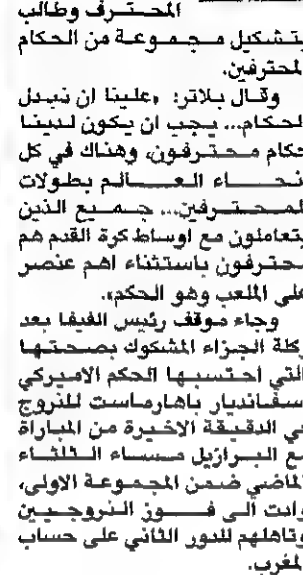 المحترف وطالب
بتشكيل مجموعة من الحكام
المحترفين.
وقال بلاتر: «علينا ان نبدل
الحكام... يجب ان يكون لدينا
حكام محترفون، وهناك في كل
انحاء العالم بطولات
للمحترفين... جميع الذين
يتعاملون مع اوساط كرة القدم هم
محترفون باستثناء اهم عنصر
على الملعب وهو الحكم».
وجاء موقف رئيس الفيفا بعد
ركلة الجزاء المشكوك بصحتها
التي احتسبها الحكم الاميركي
اسفانديار باهارماست للنروج
في الدقيقة الاخيرة من المباراة
مع البرازيل مساء الثلثاء
الماضي ضمن المجموعة الاولى،
وادت الى فوز النروجيين
وتاهلهم للدور الثاني على حساب
المغرب.